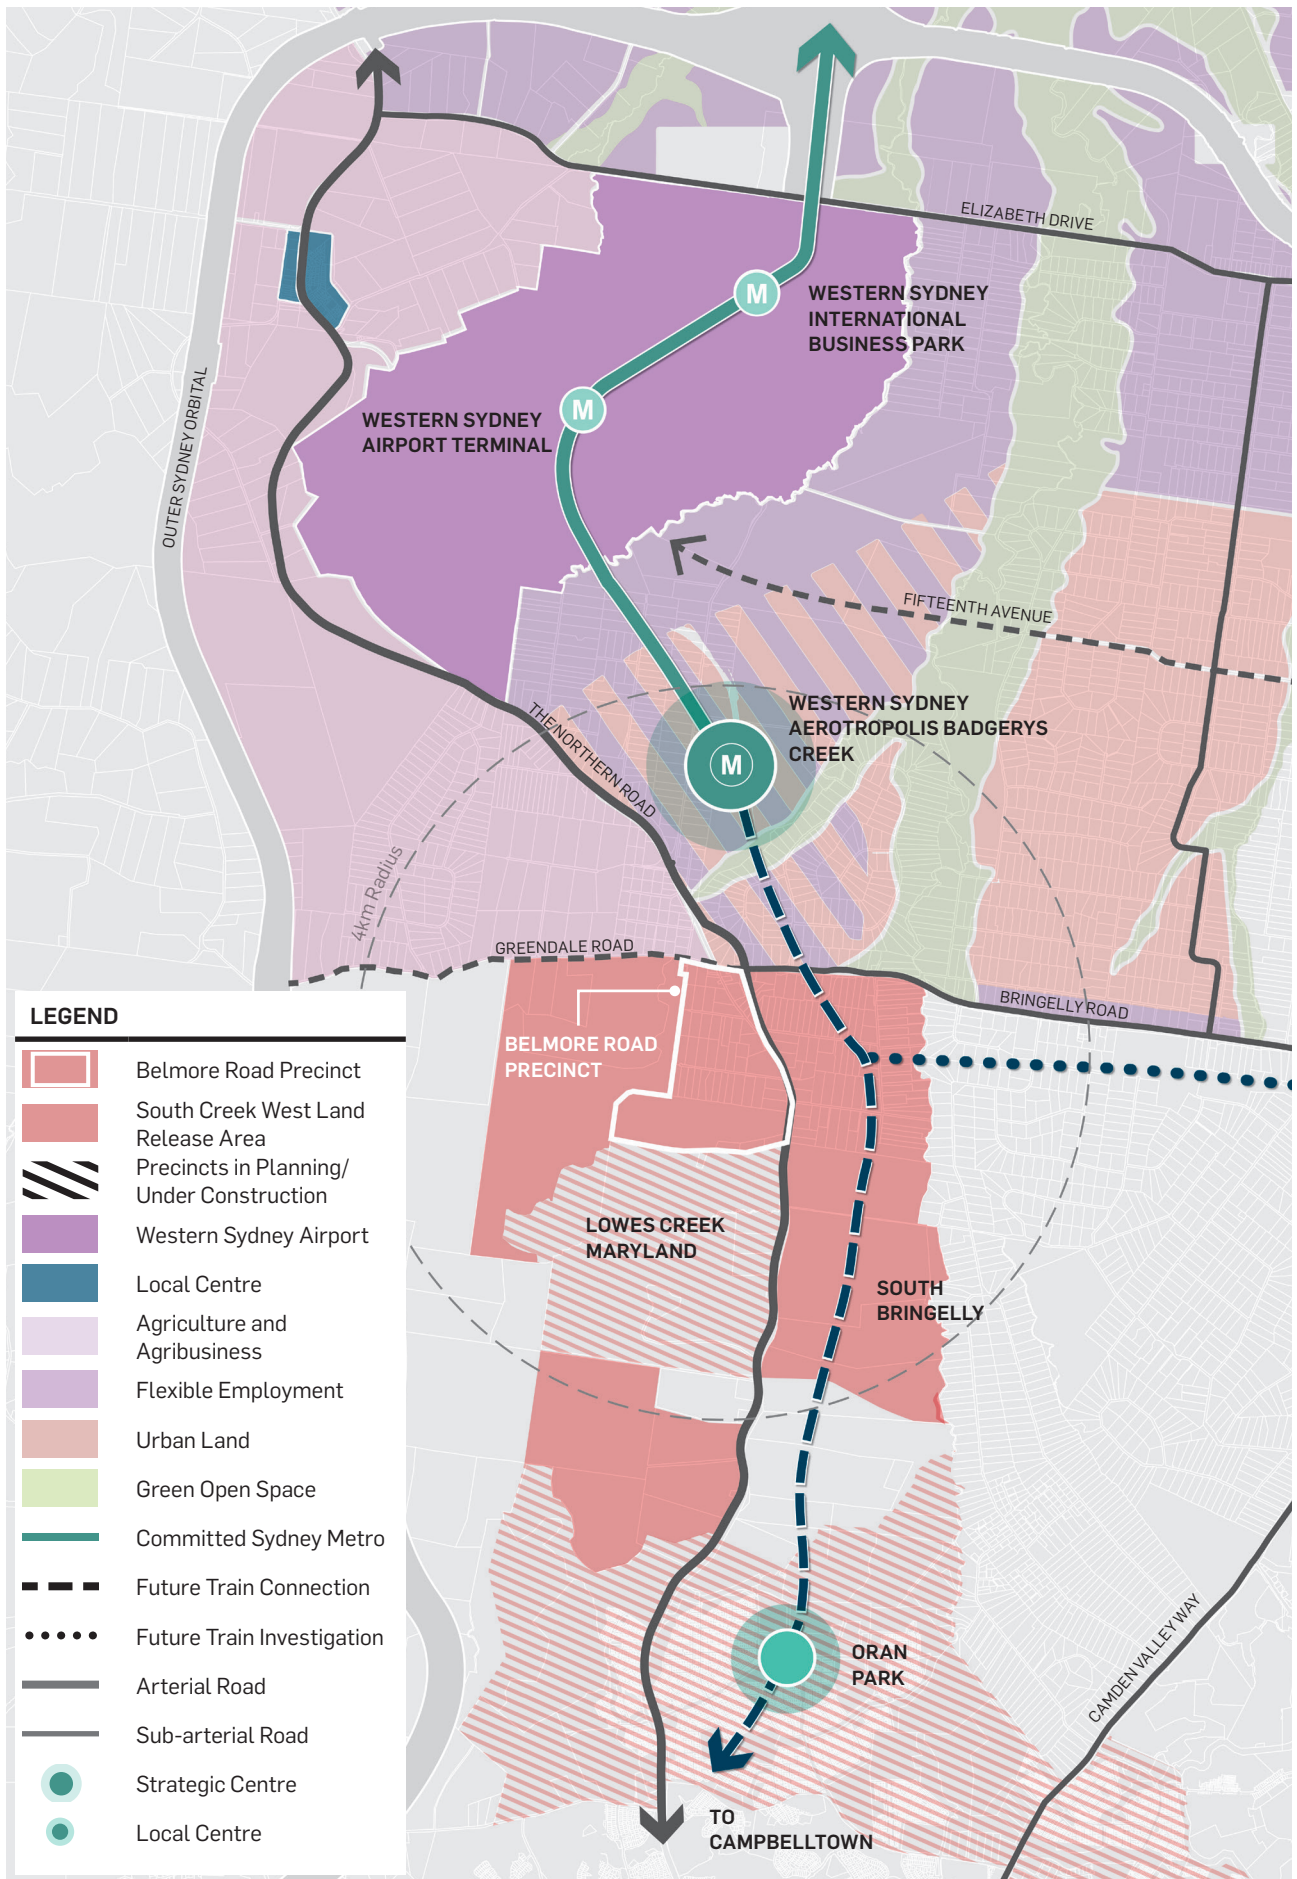 ELIZABETH DRIVE
M
WESTERN SYDNEY
INTERNATIONAL
BUSINESS PARK
OUTER SYDNEY ORBITAL
M
WESTERN SYDNEY
AIRPORT TERMINAL
FIFTEENTH AVENUE
WESTERN SYDNEY
AEROTROPOLIS BADGERYS
CREEK
M
THE NORTHERN ROAD
4km Radius
GREENDALE ROAD
BRINGELLY ROAD
BELMORE ROAD
PRECINCT
LOWES CREEK
MARYLAND
SOUTH
BRINGELLY
ORAN
PARK
CAMDEN VALLEY WAY
TO
CAMPBELLTOWN
LEGEND
Belmore Road Precinct
South Creek West Land
Release Area
Precincts in Planning/
Under Construction
Western Sydney Airport
Local Centre
Agriculture and
Agribusiness
Flexible Employment
Urban Land
Green Open Space
Committed Sydney Metro
Future Train Connection
Future Train Investigation
Arterial Road
Sub-arterial Road
Strategic Centre
Local Centre